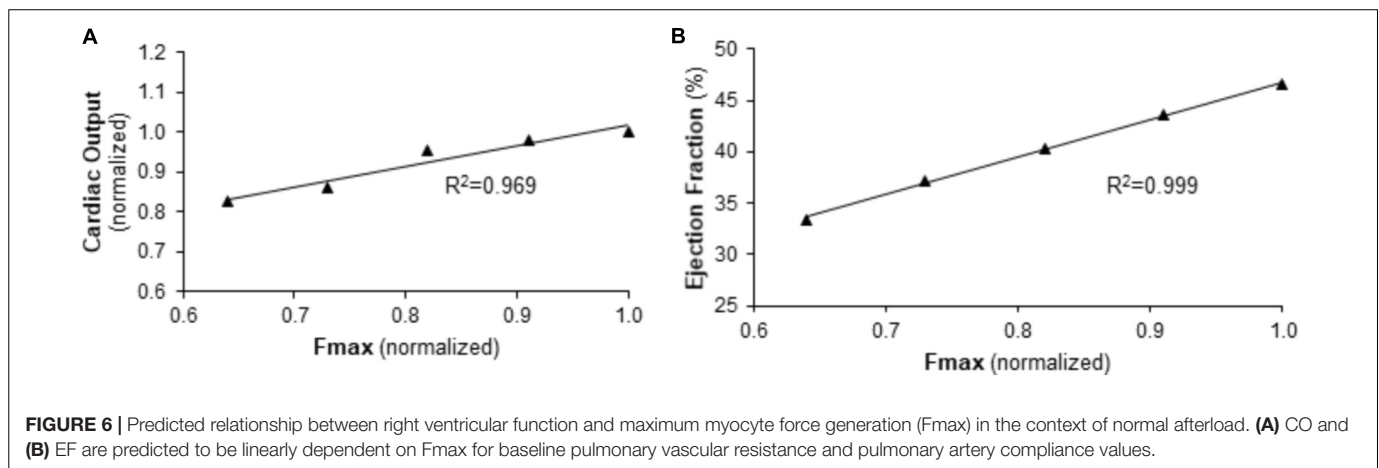 A
Cardiac Output
(normalized)
1.2
1.1
1.0
0.9
0.8
0.7
0.6
R²=0.969
0.6 0.7 0.8 0.9 1.0
Fmax (normalized)
B
Ejection Fraction (%)
50
45
40
35
30
25
R²=0.999
0.6 0.7 0.8 0.9 1.0
Fmax (normalized)
FIGURE 6 | Predicted relationship between right ventricular function and maximum myocyte force generation (Fmax) in the context of normal afterload. (A) CO and
(B) EF are predicted to be linearly dependent on Fmax for baseline pulmonary vascular resistance and pulmonary artery compliance values.